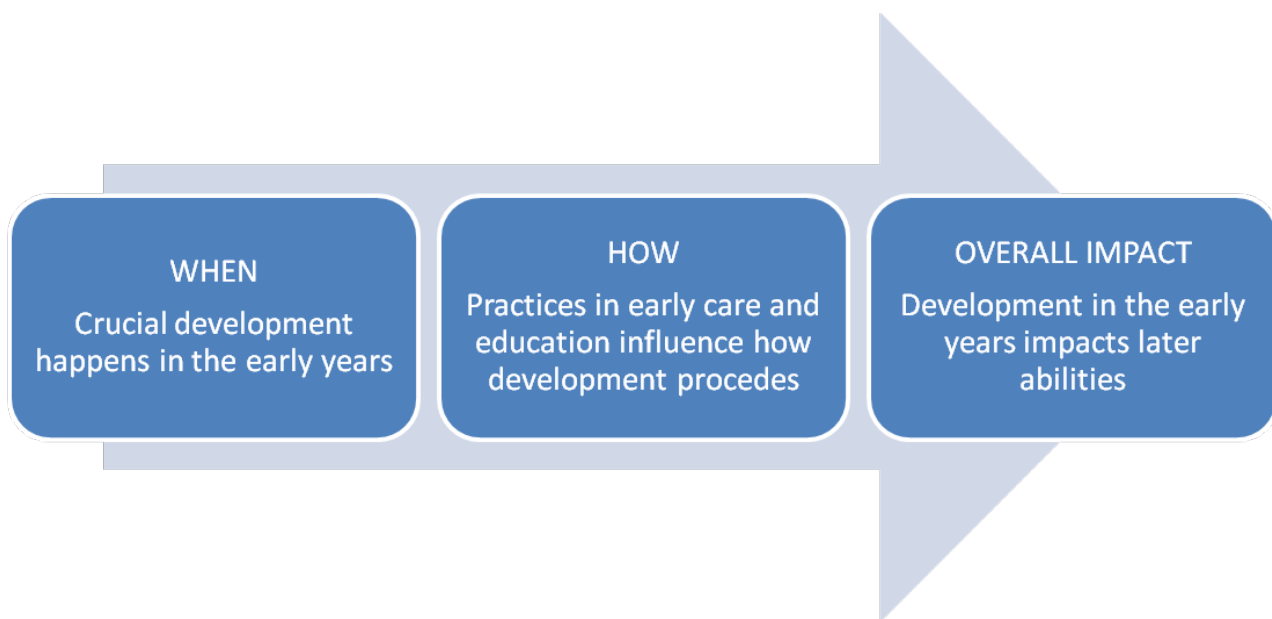 WHEN
Crucial development
happens in the early years
HOW
Practices in early care and
education influence how
development procedes
OVERALL IMPACT
Development in the early
years impacts later
abilities